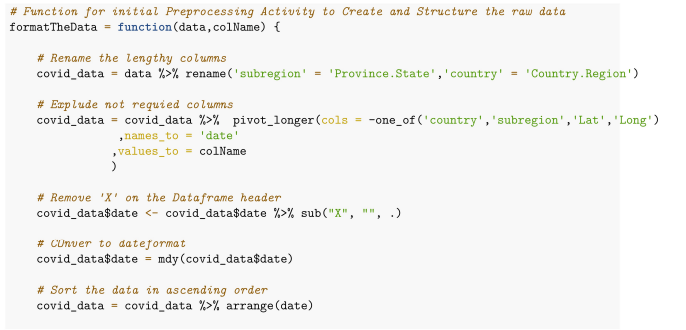 # Function for initial Preprocessing Activity to Create and Structure the raw data
formatTheData = function(data,colName) {
# Rename the lengthy columns
covid_data = data %>% rename('subregion' = 'Province.State','country' = 'Country.Region')
# Explude not requied columns
covid_data = covid_data %>%  pivot_longer(cols = -one_of('country','subregion','Lat','Long')
,names_to = 'date'
,values_to = colName
)
# Remove 'X' on the Dataframe header
covid_data$date <- covid_data$date %>% sub("X", "", .)
# COnver to dateformat
covid_data$date = mdy(covid_data$date)
# Sort the data in ascending order
covid_data = covid_data %>% arrange(date)